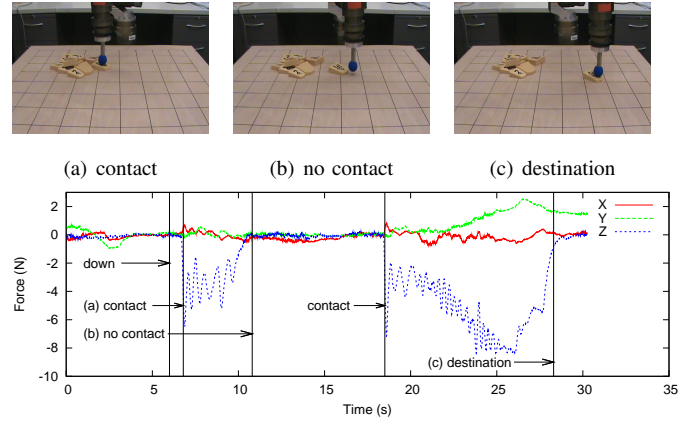 (a) contact
(b) no contact
(c) destination
2
0
-2
-4
-6
-8
-10
Force (N)
X
Y
Z
down
(a) contact
(b) no contact
contact
(c) destination
0
5
10
15
20
25
30
35
Time (s)